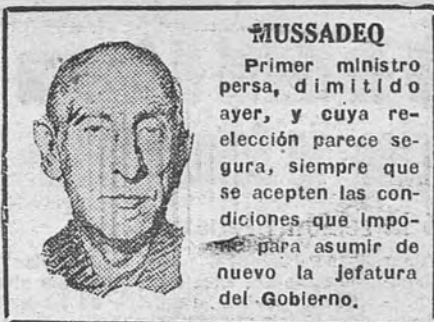 MUSSADEQ
Primer ministro
persa, dimitido
ayer, y cuya re-
elección parece se-
gura, siempre que
se acepten las con-
diciones que impo-
ne para asumir de
nuevo la jefatura
del Gobierno.